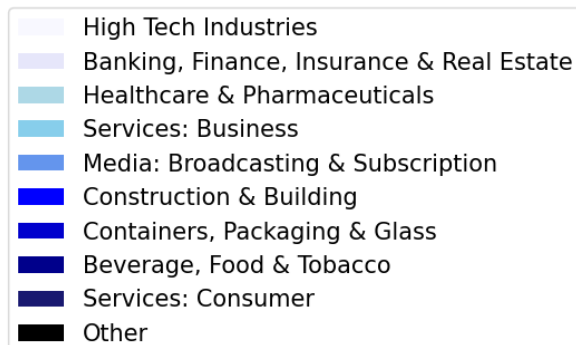 High Tech Industries
Banking, Finance, Insurance & Real Estate
Healthcare & Pharmaceuticals
Services: Business
Media: Broadcasting & Subscription
Construction & Building
Containers, Packaging & Glass
Beverage, Food & Tobacco
Services: Consumer
Other